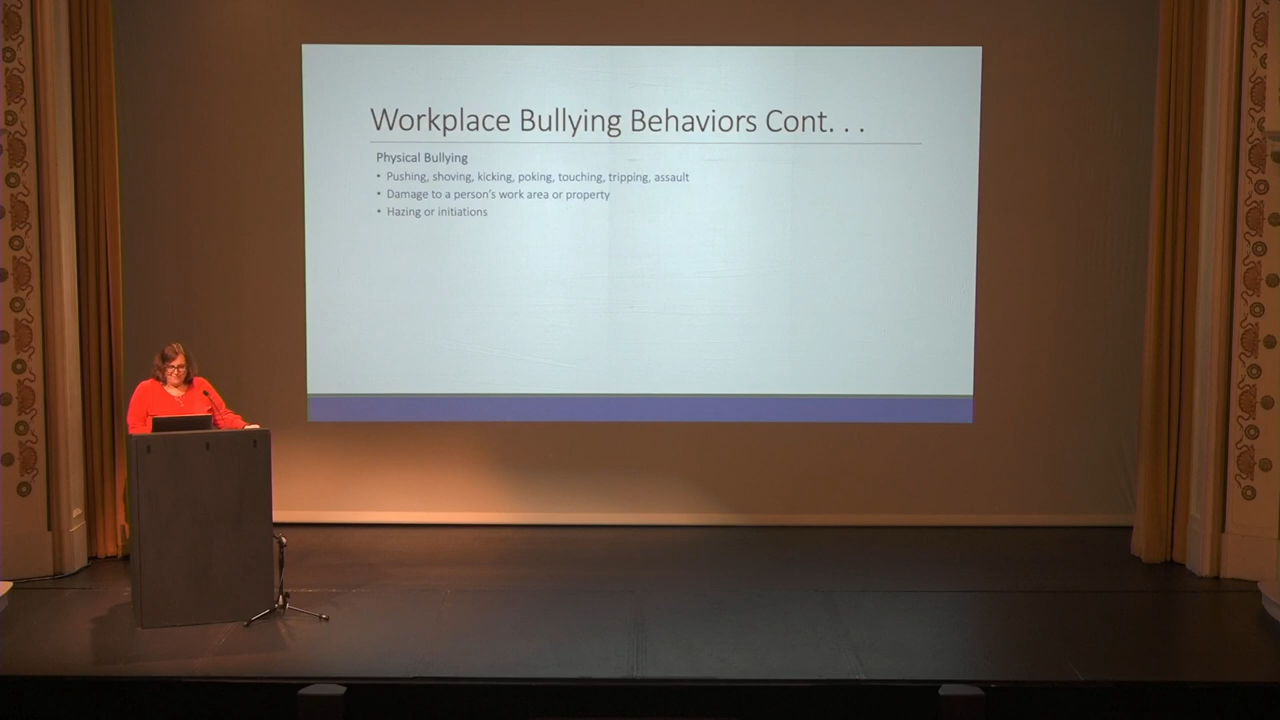 Workplace Bullying Behaviors Cont. . .
Physical Bullying
• Pushing, shoving, kicking, poking, touching, tripping, assault
• Damage to a person's work area or property
• Hazing or initiations